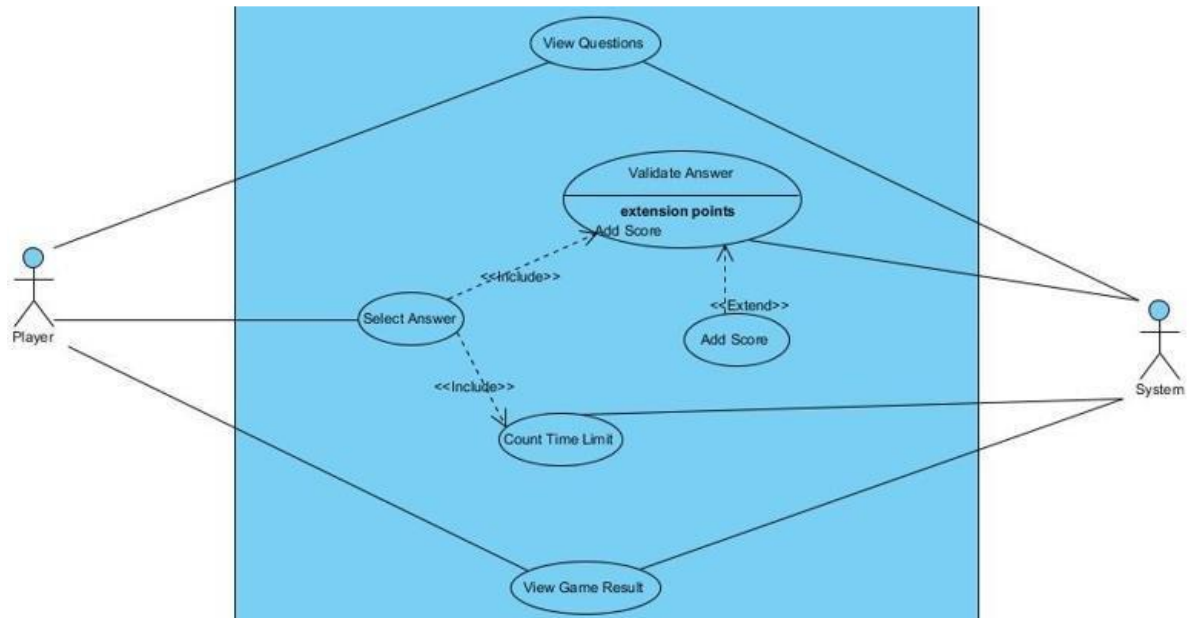 View Questions
Validate Answer
extension points
Add Score
<<Include>>
<<Extend>>
Select Answer
Add Score
Player
System
<<Include>>
Count Time Limit
View Game Result